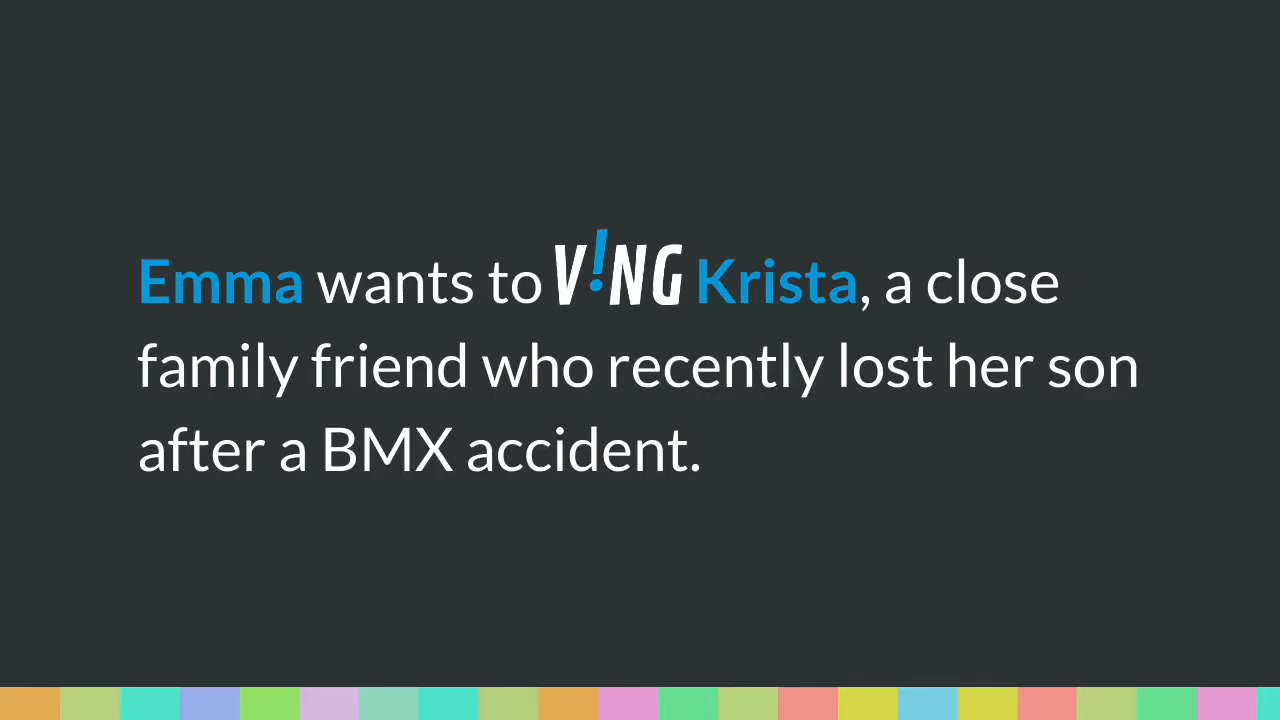 Emma wants to V!NG Krista, a close
family friend who recently lost her son
after a BMX accident.